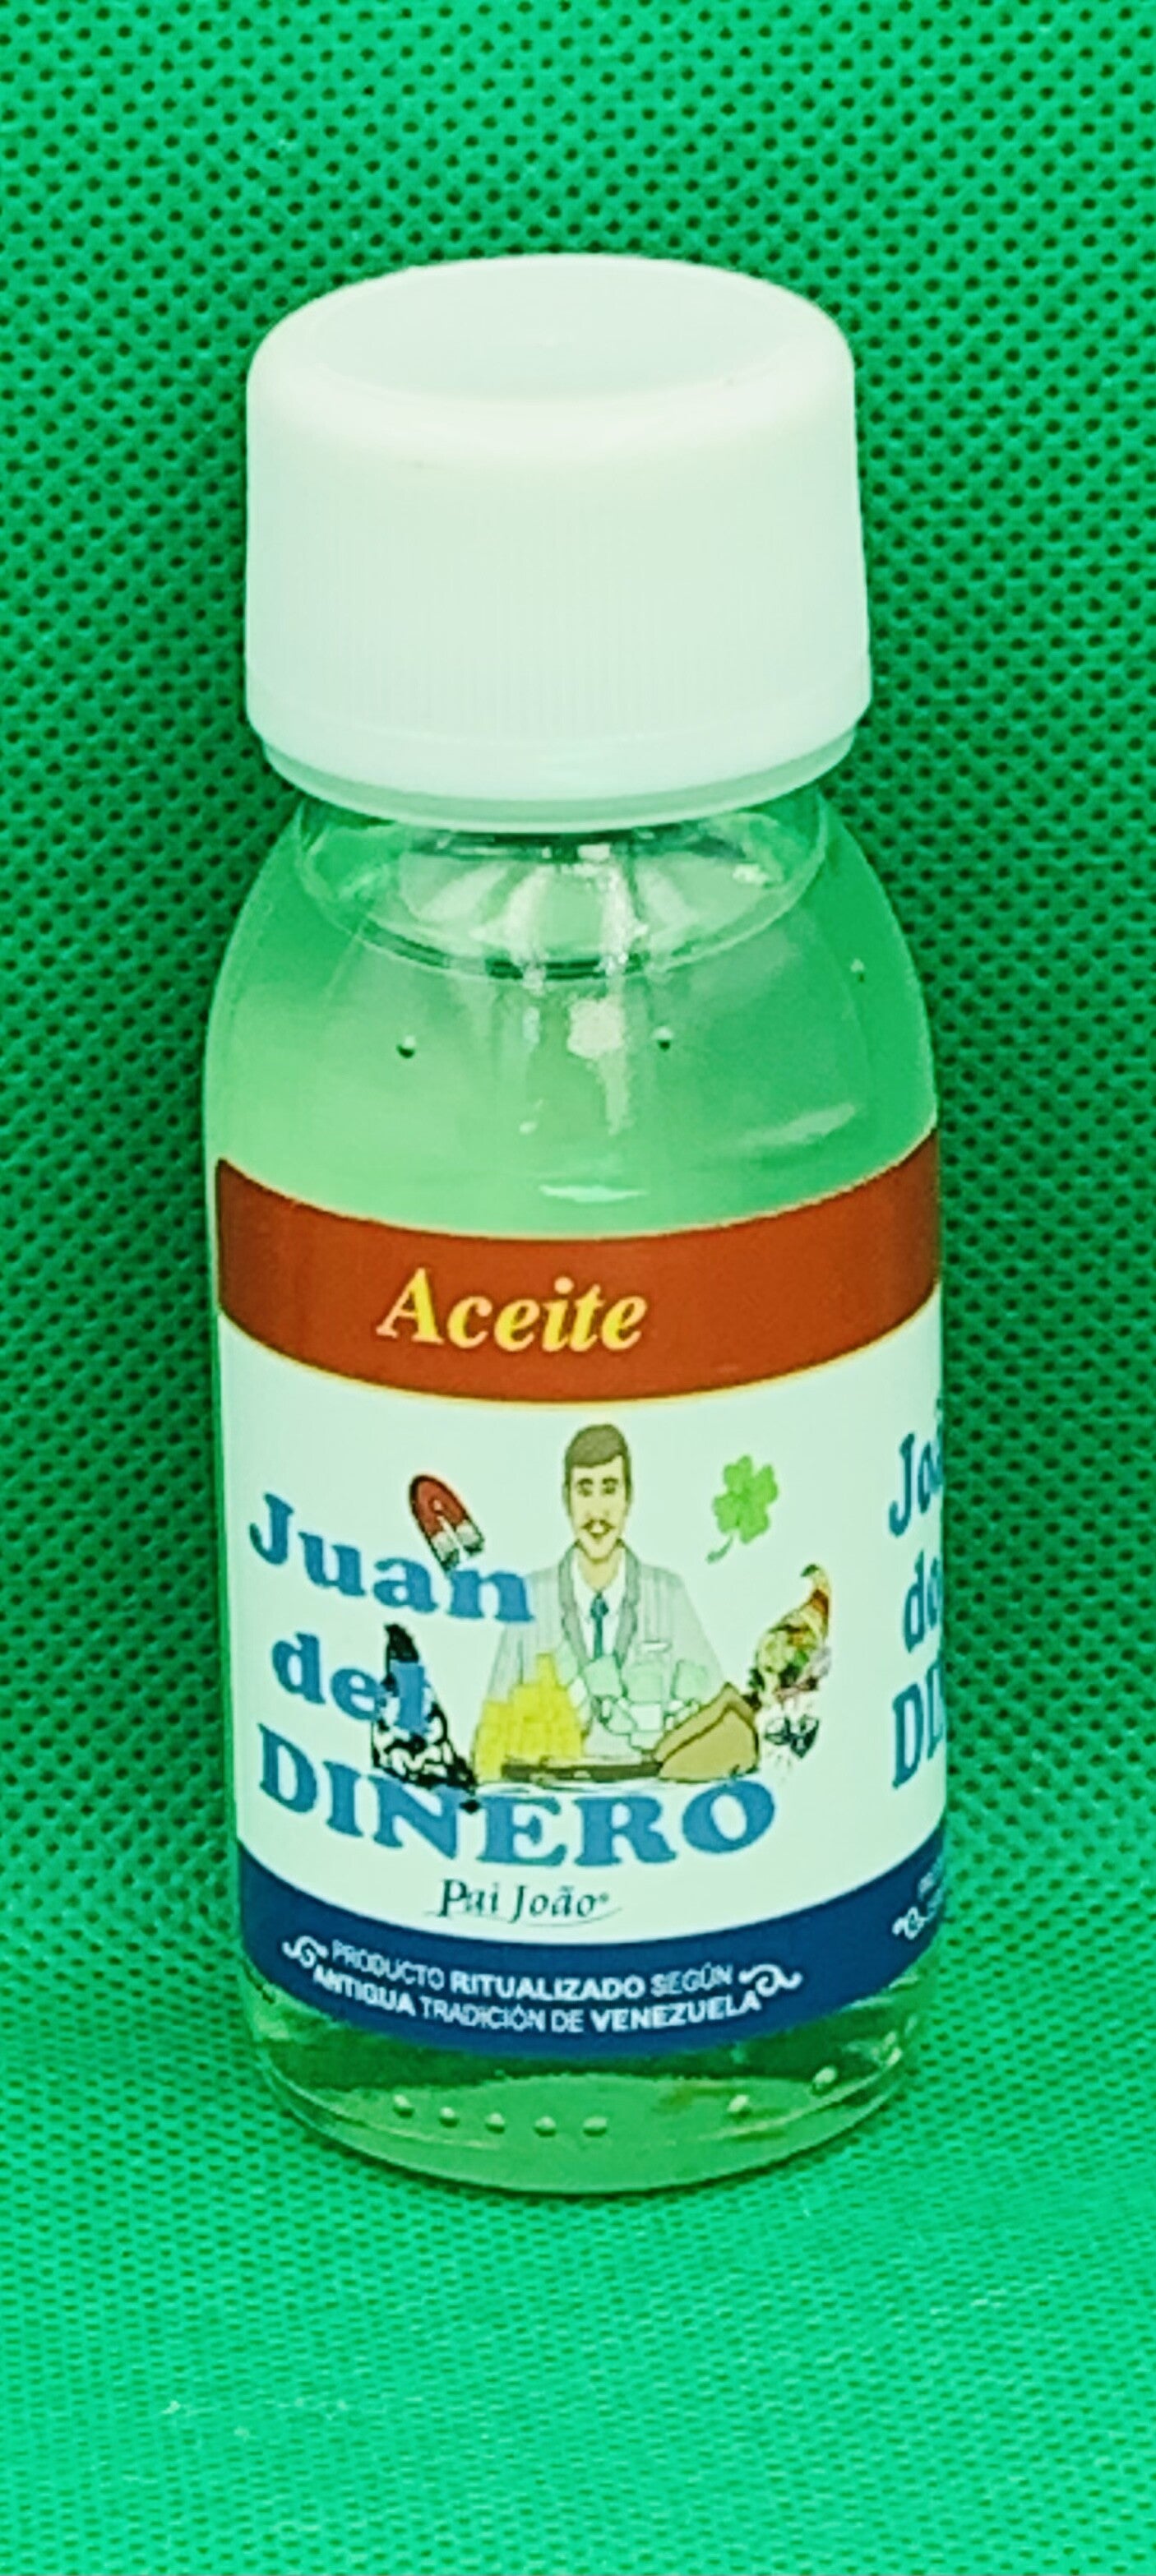 Aceite
Juan
del
DINERO
Pai João®
PRODUCTO RITUALIZADO SEGÚN
ANTIGUA TRADICIÓN DE VENEZUELA